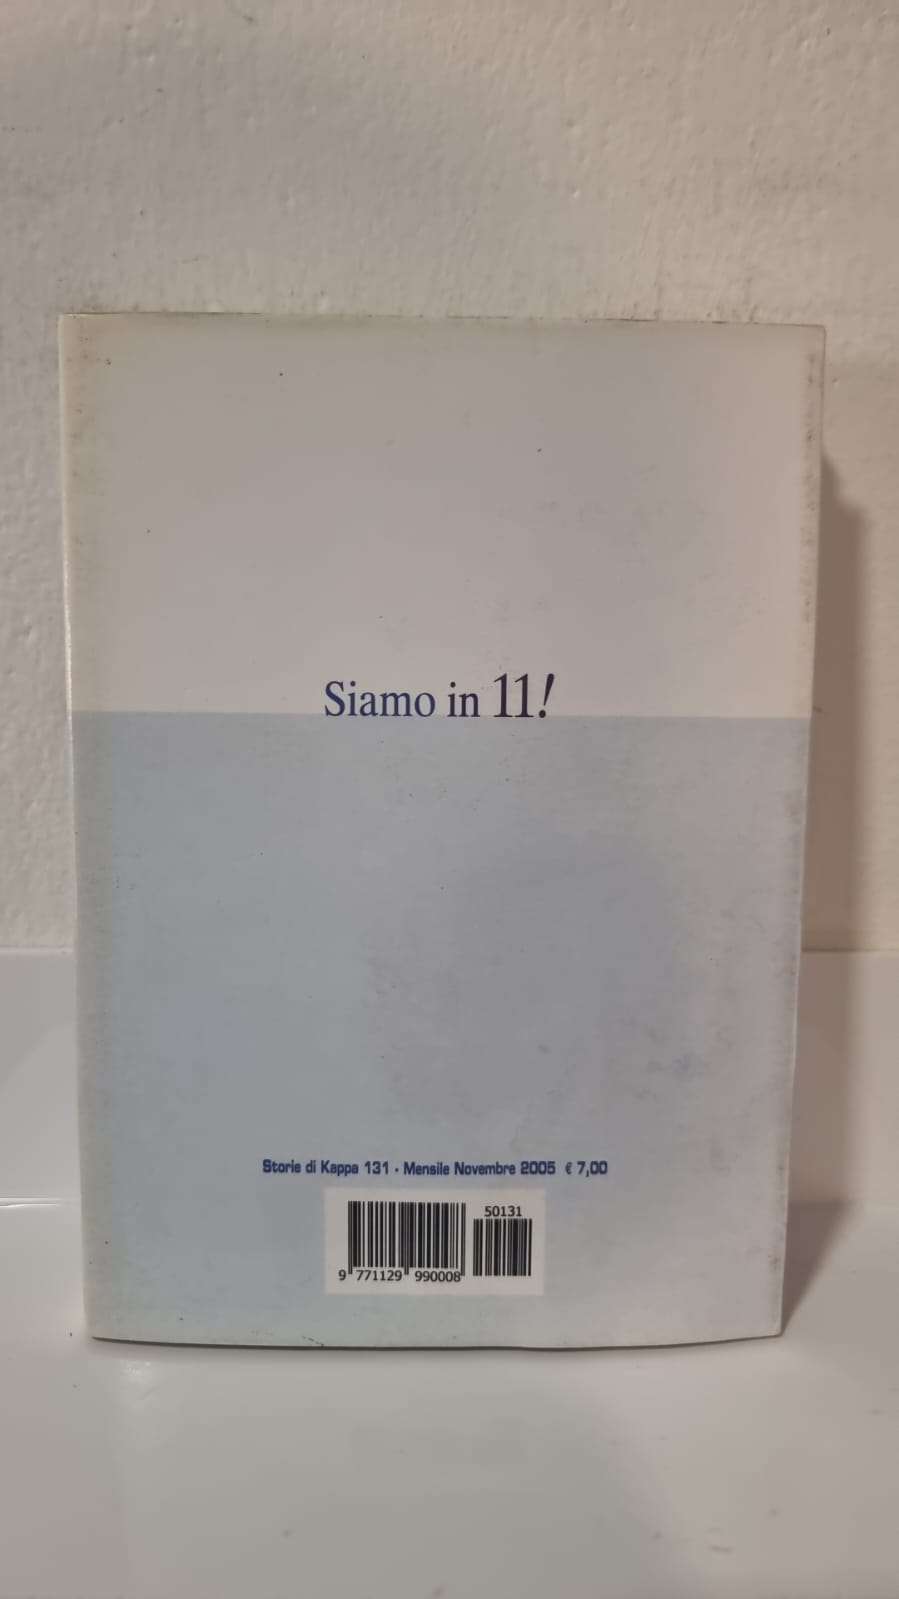 Siamo in 11!
Storie di Kappa 131 • Mensile Novembre 2005 € 7,00
50131
9 771129 990008